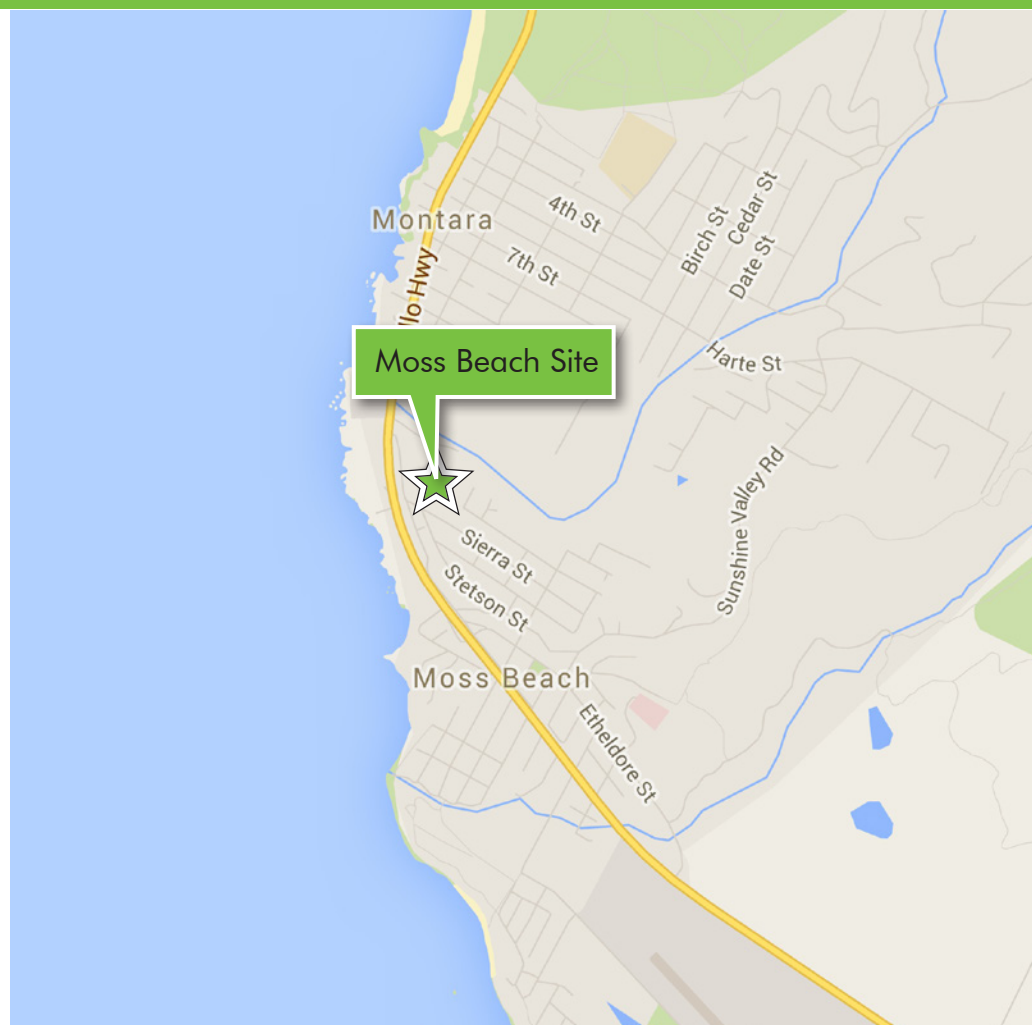 Montara
4th St
7th St
Birch St
Cedar St
Date St
llo Hwy
Moss Beach Site
Harte St
Sunshine Valley Rd
Sierra St
Stetson St
Moss Beach
Etheldore St